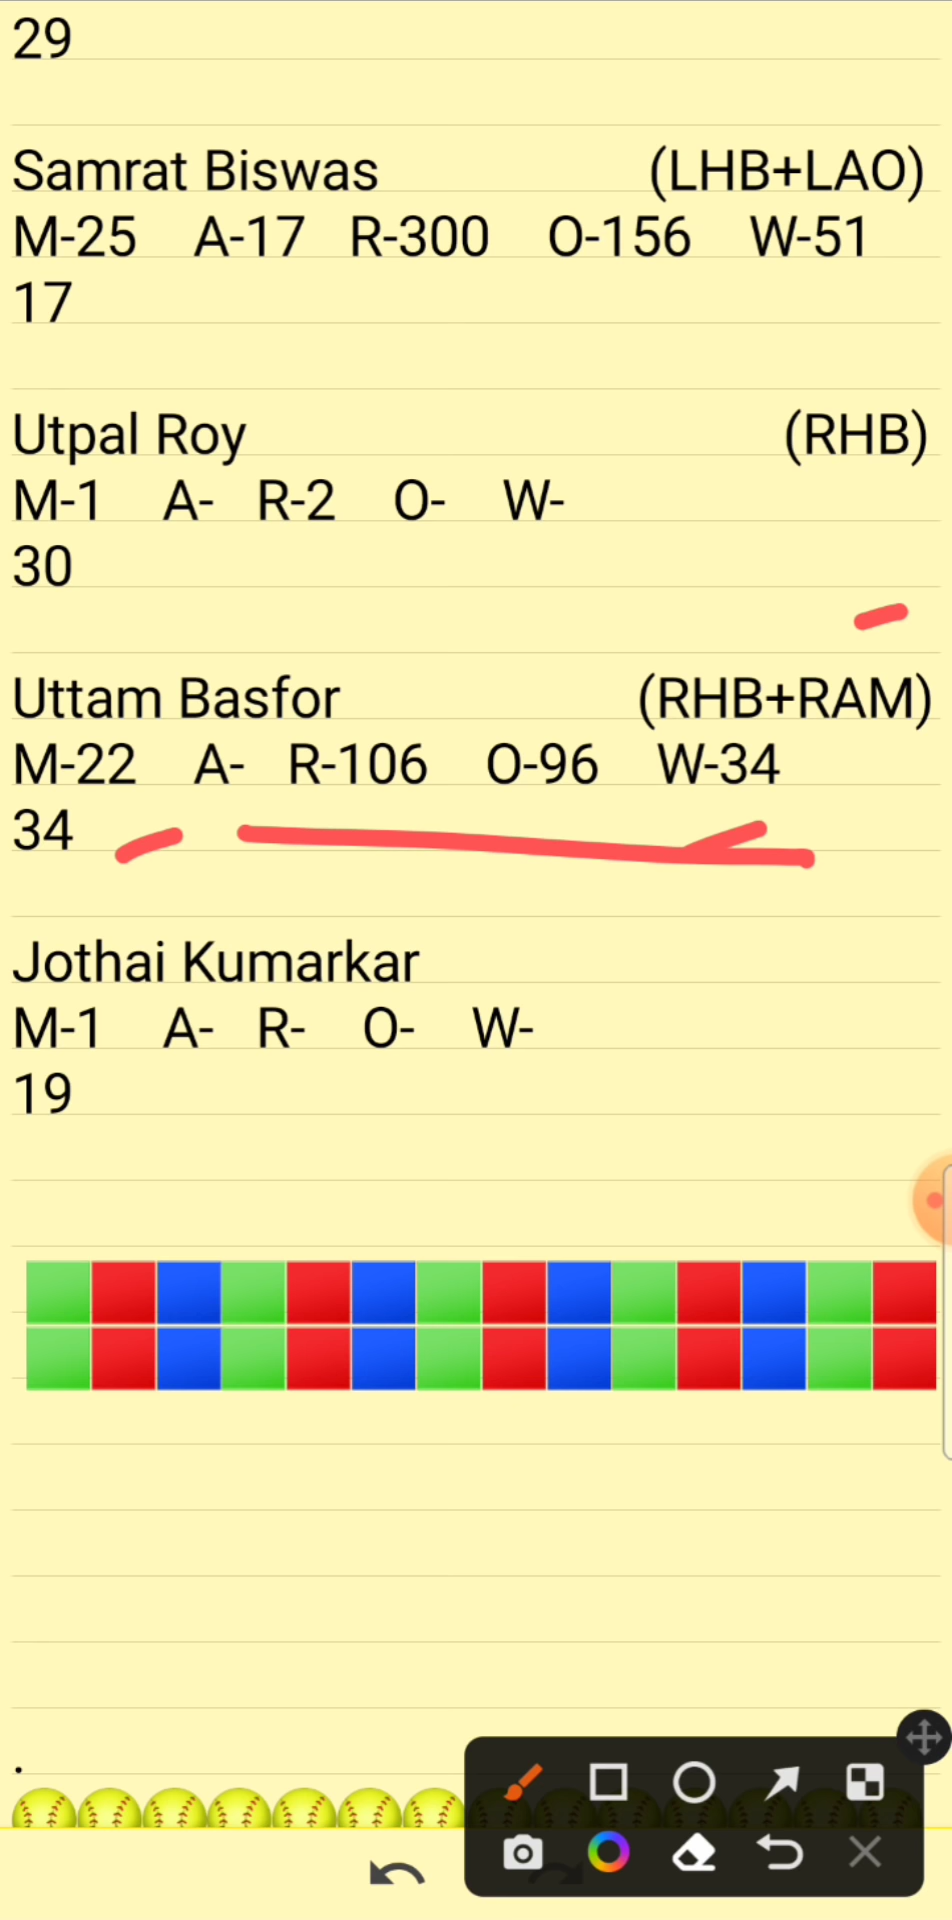 29
Samrat Biswas (LHB+LAO)
M-25 A-17 R-300 O-156 W-51
17
Utpal Roy (RHB)
M-1 A- R-2 O- W-
30
Uttam Basfor (RHB+RAM)
M-22 A- R-106 O-96 W-34
34
Jothai Kumarkar
M-1 A- R- O- W-
19
.